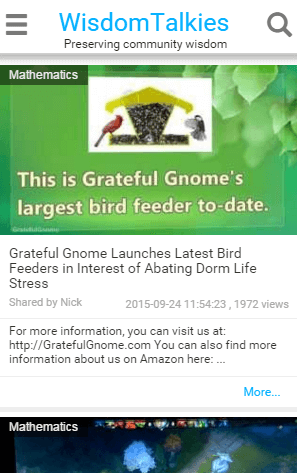 WisdomTalkies
Preserving community wisdom
Mathematics
This is Grateful Gnome's
largest bird feeder to-date.
GratefulGnome
Grateful Gnome Launches Latest Bird
Feeders in Interest of Abating Dorm Life
Stress
Shared by Nick
2015-09-24 11:54:23 , 1972 views
For more information, you can visit us at:
http://GratefulGnome.com You can also find more
information about us on Amazon here: ...
More...
Mathematics